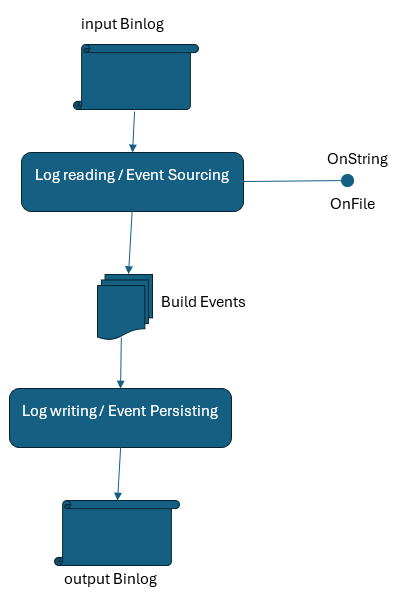 input Binlog
Log reading / Event Sourcing
OnString
OnFile
Build Events
Log writing / Event Persisting
output Binlog